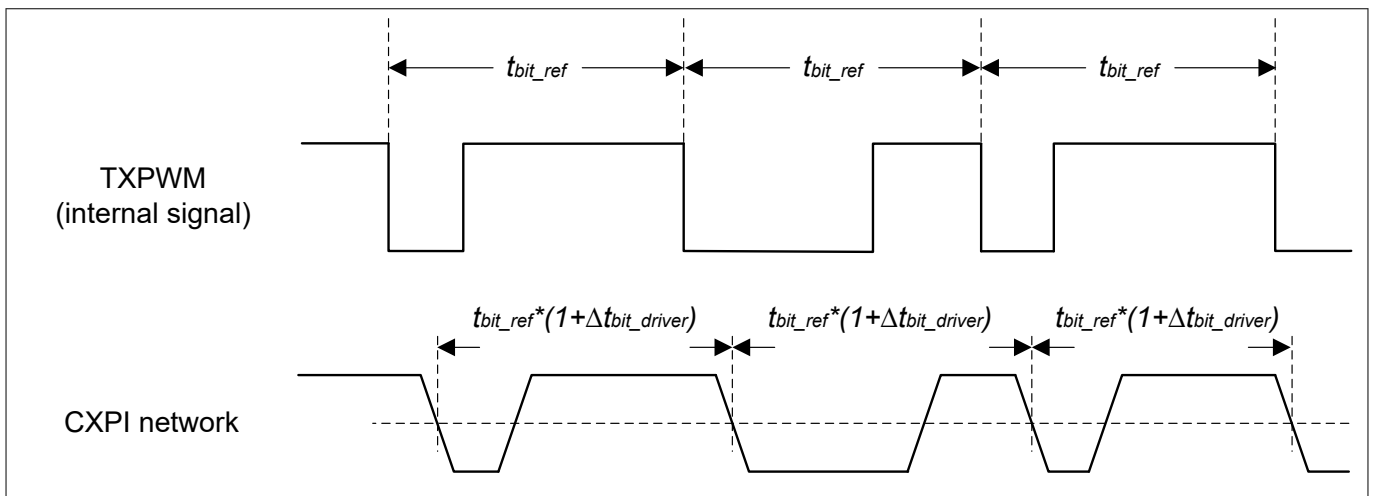 tbit_ref tbit_ref tbit_ref
TXPWM
(internal signal)
tbit_ref*(1+Δtbit_driver) tbit_ref*(1+Δtbit_driver) tbit_ref*(1+Δtbit_driver)
CXPI network